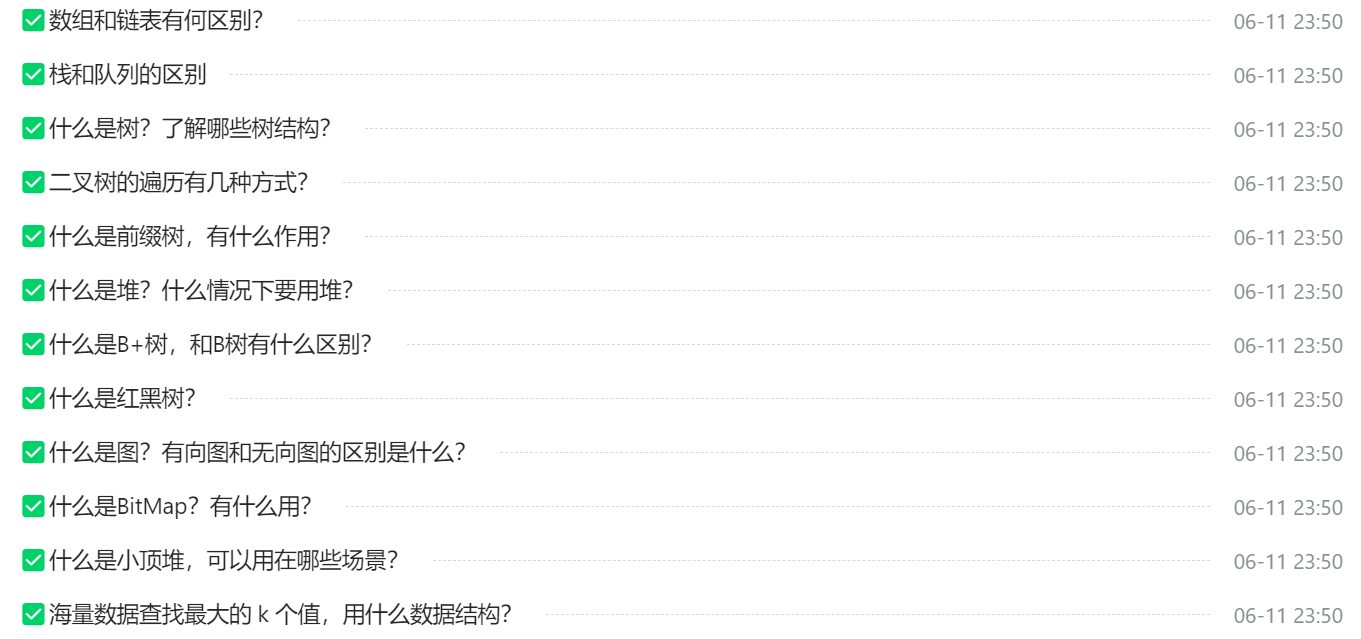 数组和链表有何区别? 06-11 23:50
栈和队列的区别 06-11 23:50
什么是树？了解哪些树结构? 06-11 23:50
二叉树的遍历有几种方式? 06-11 23:50
什么是前缀树，有什么作用? 06-11 23:50
什么是堆？什么情况下要用堆? 06-11 23:50
什么是B+树，和B树有什么区别? 06-11 23:50
什么是红黑树? 06-11 23:50
什么是图？有向图和无向图的区别是什么? 06-11 23:50
什么是BitMap？有什么用? 06-11 23:50
什么是小顶堆，可以用在哪些场景? 06-11 23:50
海量数据查找最大的 k 个值，用什么数据结构? 06-11 23:50